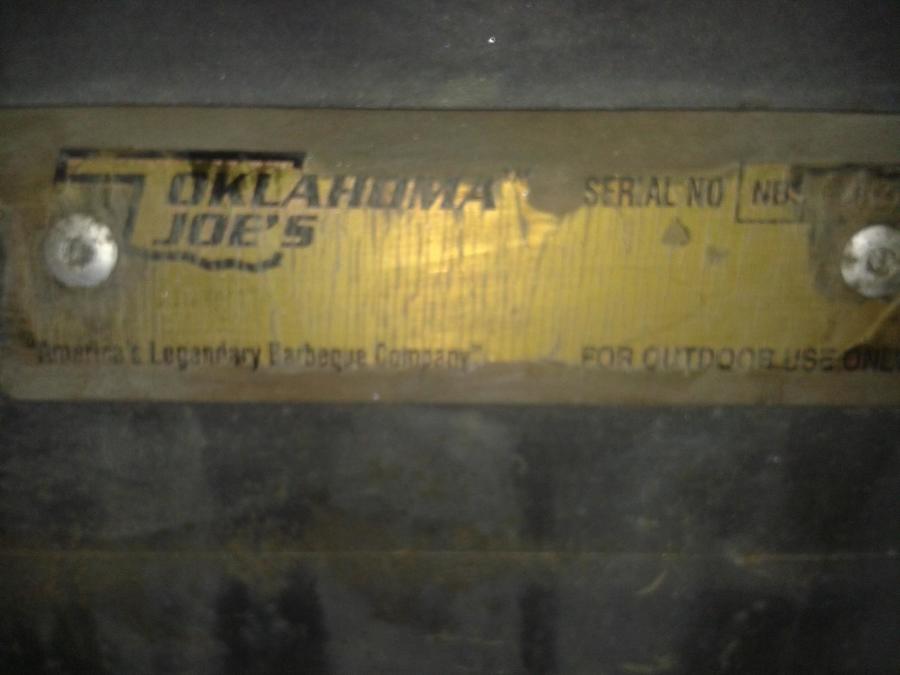 OKLAHOMA
JOE'S
SERIAL NO
"America's Legendary Barbeque Company"
FOR OUTDOOR USE ONLY